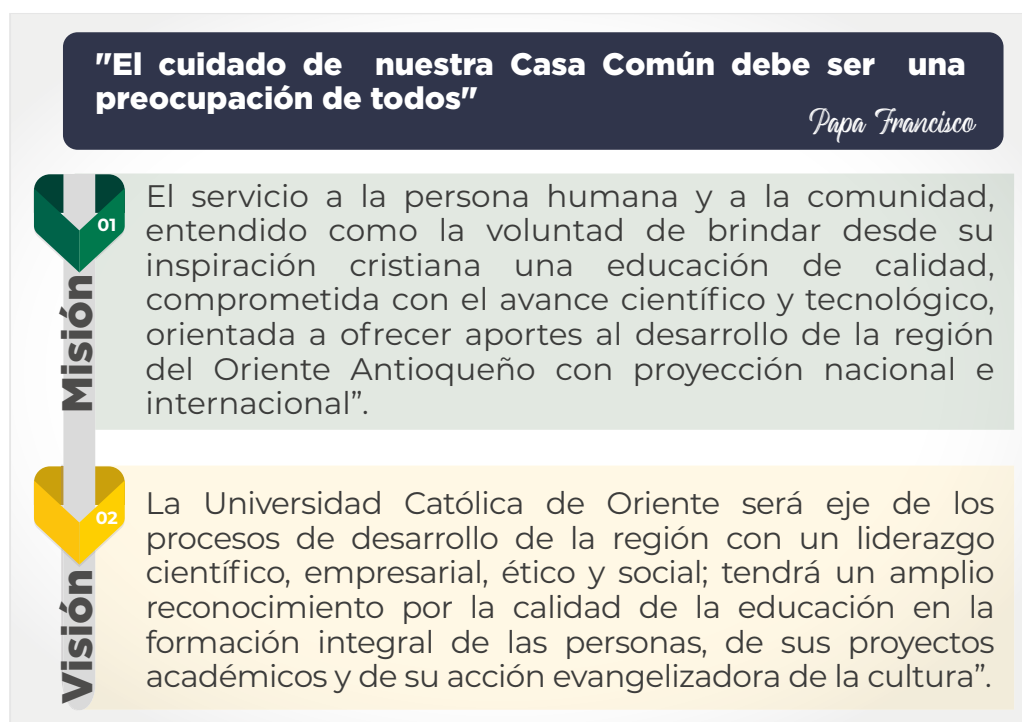 "El cuidado de nuestra Casa Común debe ser una
preocupación de todos"
Papa Francisco
01
Misión
El servicio a la persona humana y a la comunidad,
entendido como la voluntad de brindar desde su
inspiración cristiana una educación de calidad,
comprometida con el avance científico y tecnológico,
orientada a ofrecer aportes al desarrollo de la región
del Oriente Antioqueño con proyección nacional e
internacional”.
02
Visión
La Universidad Católica de Oriente será eje de los
procesos de desarrollo de la región con un liderazgo
científico, empresarial, ético y social; tendrá un amplio
reconocimiento por la calidad de la educación en la
formación integral de las personas, de sus proyectos
académicos y de su acción evangelizadora de la cultura”.